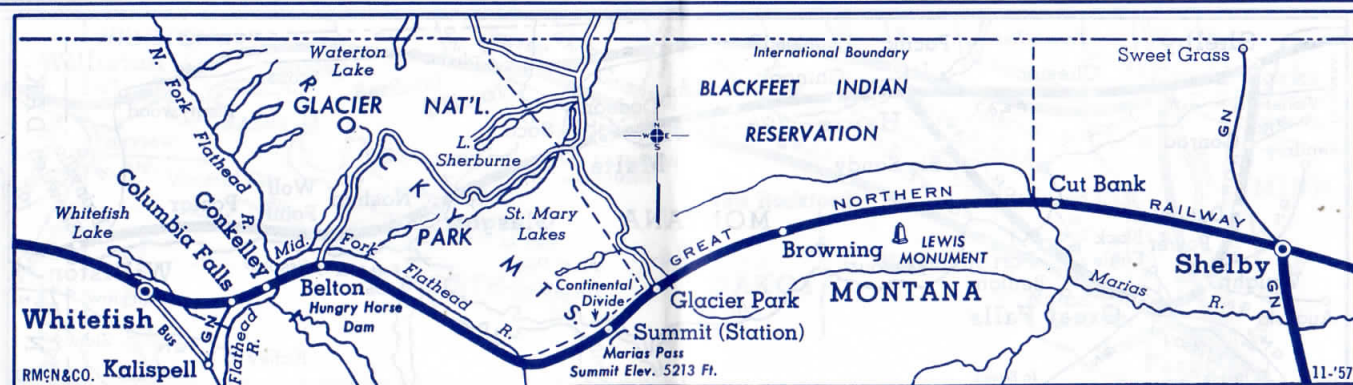 N. Fork
Flathead R.
Waterton
Lake
GLACIER NAT'L.
PARK
R O C K Y M T S.
L.
Sherburne
St. Mary
Lakes
International Boundary
BLACKFEET INDIAN
RESERVATION
N
W E
S
Sweet Grass
GN
Whitefish
Lake
Columbia Falls
Conkelley
Mid. Fork Flathead R.
Belton
Hungry Horse
Dam
Whitefish
Bus
GN
Kalispell
Flathead R.
Continental
Divide
Glacier Park
Summit (Station)
Marias Pass
Summit Elev. 5213 Ft.
GREAT NORTHERN RAILWAY
Browning
LEWIS
MONUMENT
MONTANA
Cut Bank
Marias R.
Shelby
GN
RMCN&CO.
11-'57